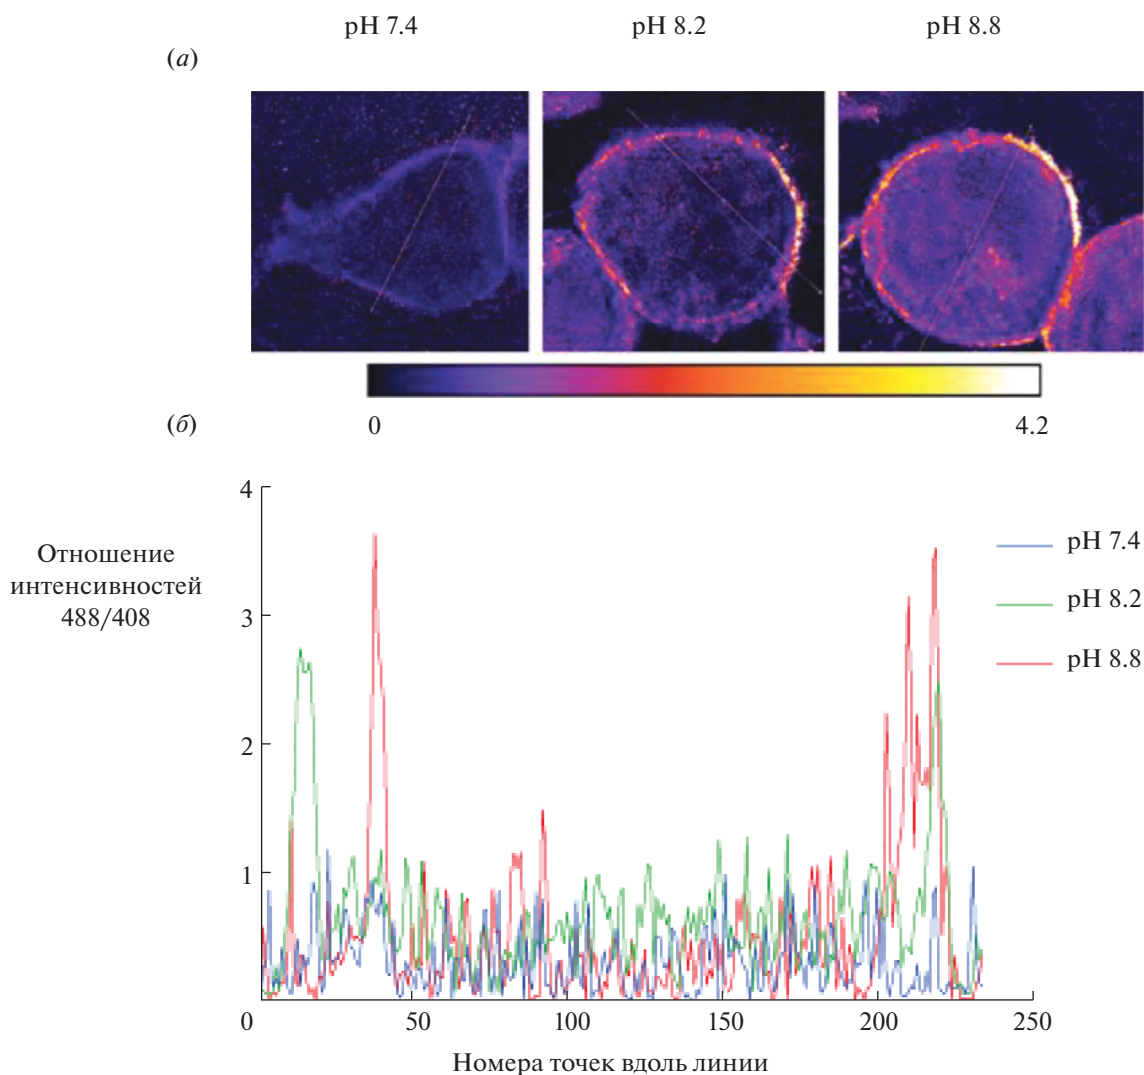 pH 7.4 pH 8.2 pH 8.8
(а)
0 4.2
(б)
4
3
2
1
Отношение
интенсивностей
488/408
pH 7.4
pH 8.2
pH 8.8
0 50 100 150 200 250
Номера точек вдоль линии